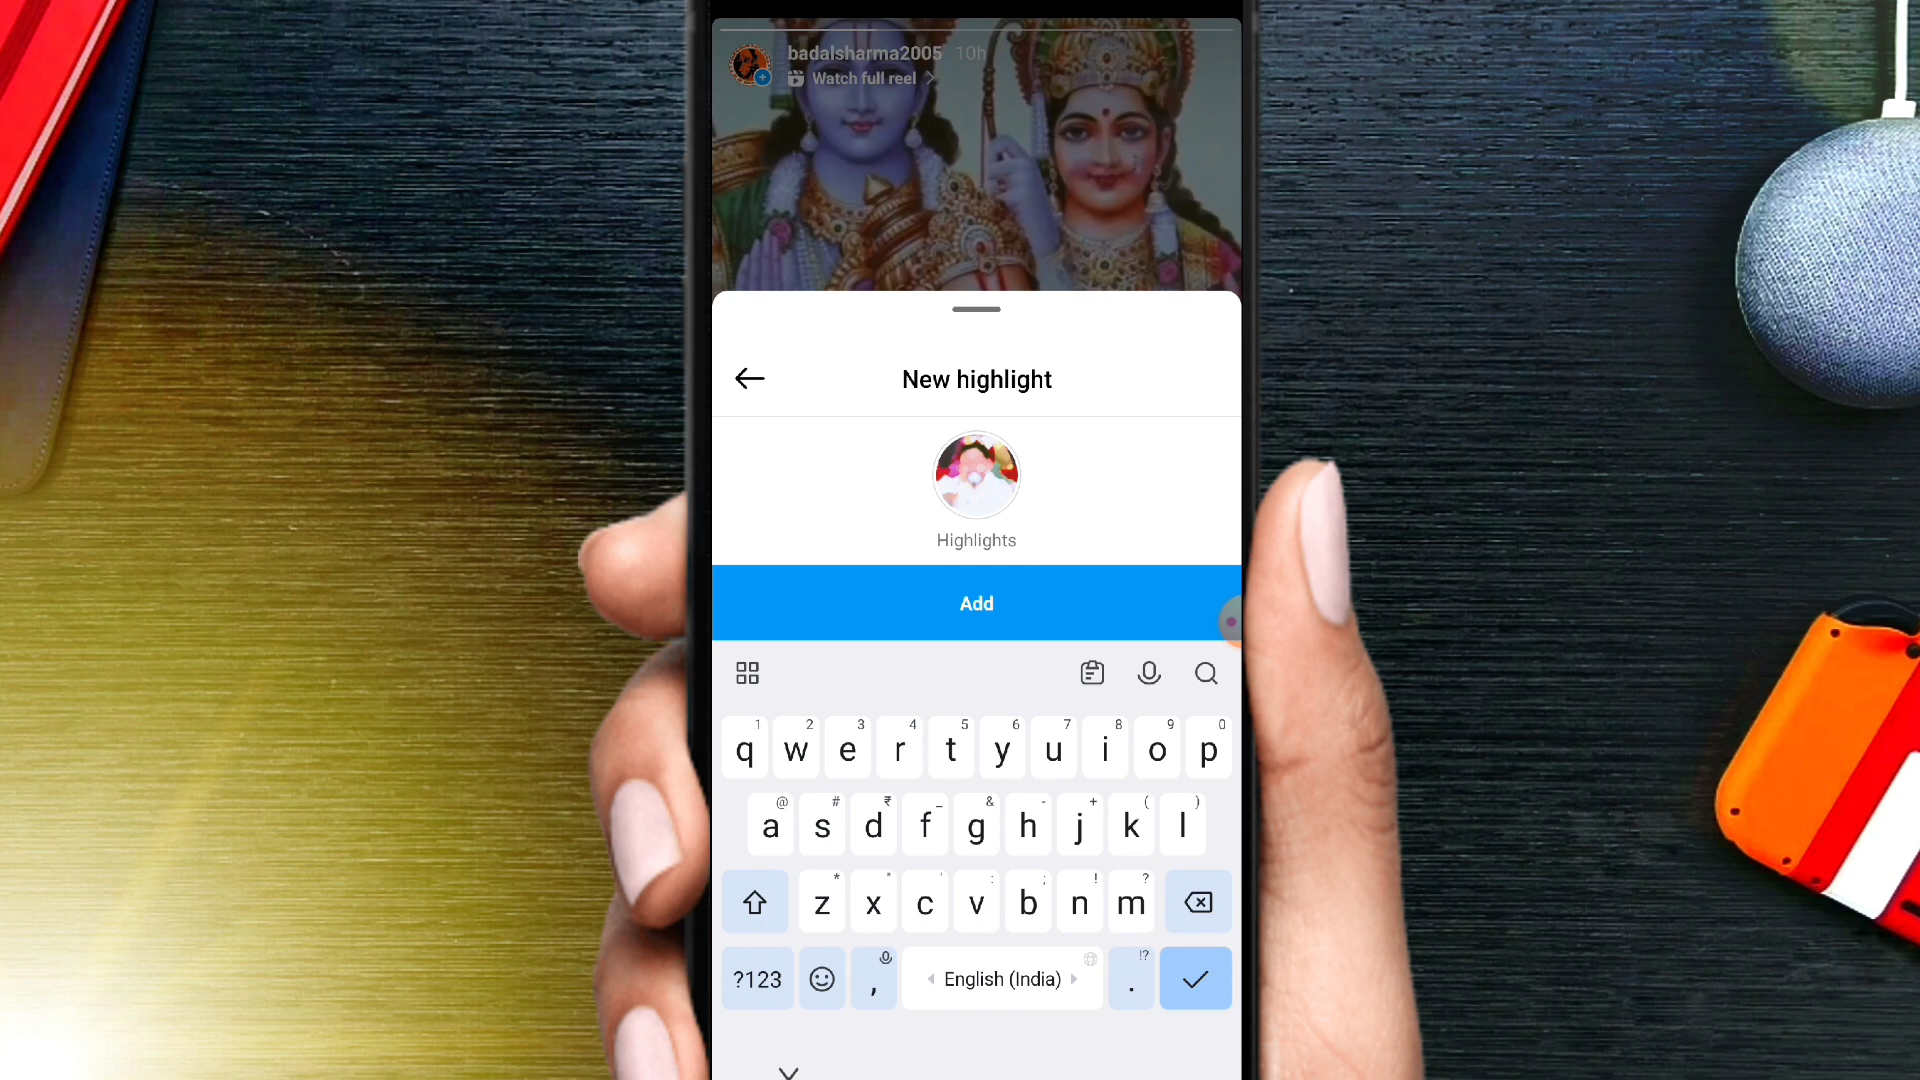 badalsharma2005 10h
Watch full reel
New highlight
Highlights
Add
1 2 3 4 5 6 7 8 9 0
q w e r t y u i o p
@ # ₹ _ & - + ( )
a s d f g h j k l
* " ' : ; ! ?
z x c v b n m
!?
?123 , English (India) .